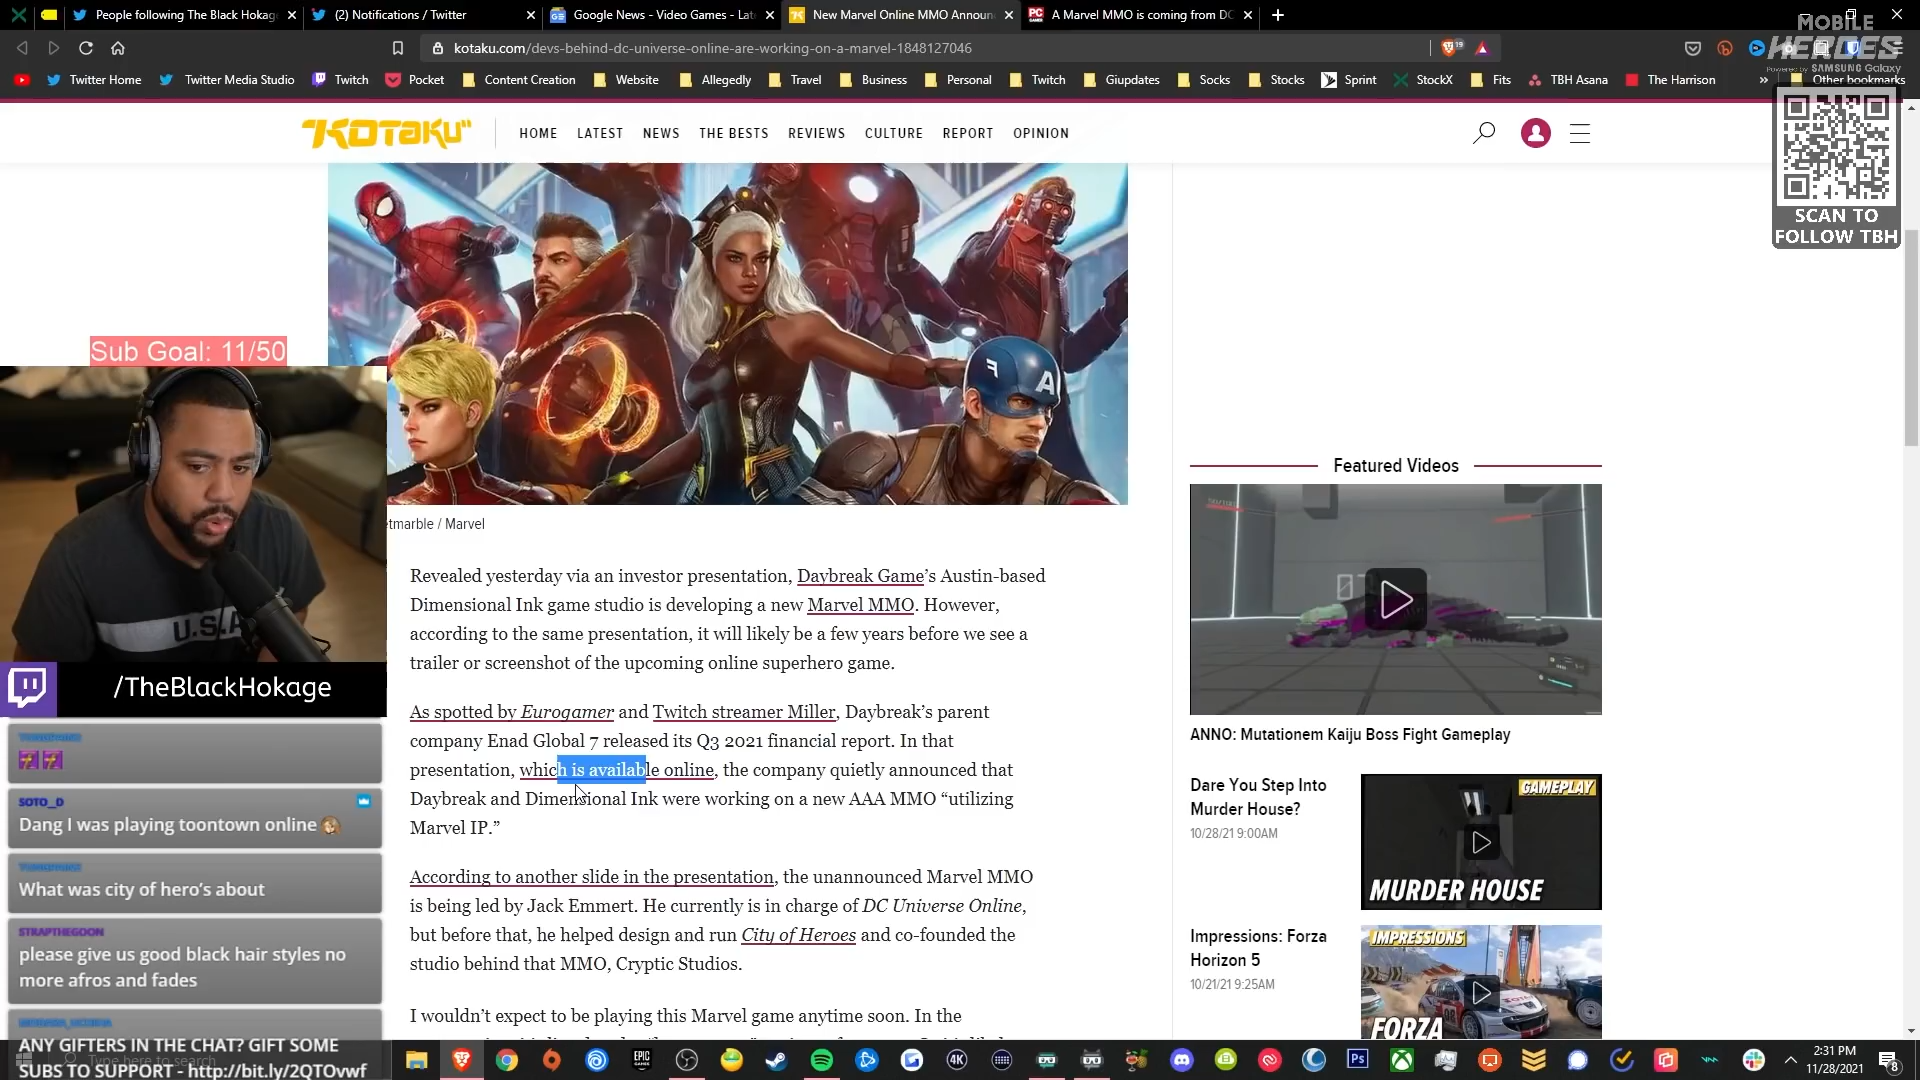 People following The Black Hokag
(2) Notifications / Twitter
Google News - Video Games - Lat
New Marvel Online MMO Announ
A Marvel MMO is coming from DC
kotaku.com/devs-behind-dc-universe-online-are-working-on-a-marvel-1848127046
19
MOBILE
HEROES
Powered by SAMSUNG Galaxy
Twitter Home
Twitter Media Studio
Twitch
Pocket
Content Creation
Website
Allegedly
Travel
Business
Personal
Twitch
Giupdates
Socks
Stocks
Sprint
StockX
Fits
TBH Asana
The Harrison
Other bookmarks
KOTAKU
HOME
LATEST
NEWS
THE BESTS
REVIEWS
CULTURE
REPORT
OPINION
SCAN TO
FOLLOW TBH
Sub Goal: 11/50
A
U.S.A
/TheBlackHokage
tmarble / Marvel
Revealed yesterday via an investor presentation, Daybreak Game’s Austin-based
Dimensional Ink game studio is developing a new Marvel MMO. However,
according to the same presentation, it will likely be a few years before we see a
trailer or screenshot of the upcoming online superhero game.
As spotted by Eurogamer and Twitch streamer Miller, Daybreak’s parent
company Enad Global 7 released its Q3 2021 financial report. In that
presentation, which is available online, the company quietly announced that
Daybreak and Dimensional Ink were working on a new AAA MMO “utilizing
Marvel IP.”
According to another slide in the presentation, the unannounced Marvel MMO
is being led by Jack Emmert. He currently is in charge of DC Universe Online,
but before that, he helped design and run City of Heroes and co-founded the
studio behind that MMO, Cryptic Studios.
I wouldn’t expect to be playing this Marvel game anytime soon. In the
Featured Videos
ANNO: Mutationem Kaiju Boss Fight Gameplay
Dare You Step Into
Murder House?
10/28/21 9:00AM
GAMEPLAY
MURDER HOUSE
Impressions: Forza
Horizon 5
10/21/21 9:25AM
IMPRESSIONS
FORZA
SOTO__D
Dang I was playing toontown online
What was city of hero's about
STRAPTHEGOON
please give us good black hair styles no
more afros and fades
ANY GIFTERS IN THE CHAT? GIFT SOME
SUBS TO SUPPORT - http://bit.ly/2QTOvwf
Type here to search
EPIC
GAMES
4K
Ps
2:31 PM
11/28/2021
8